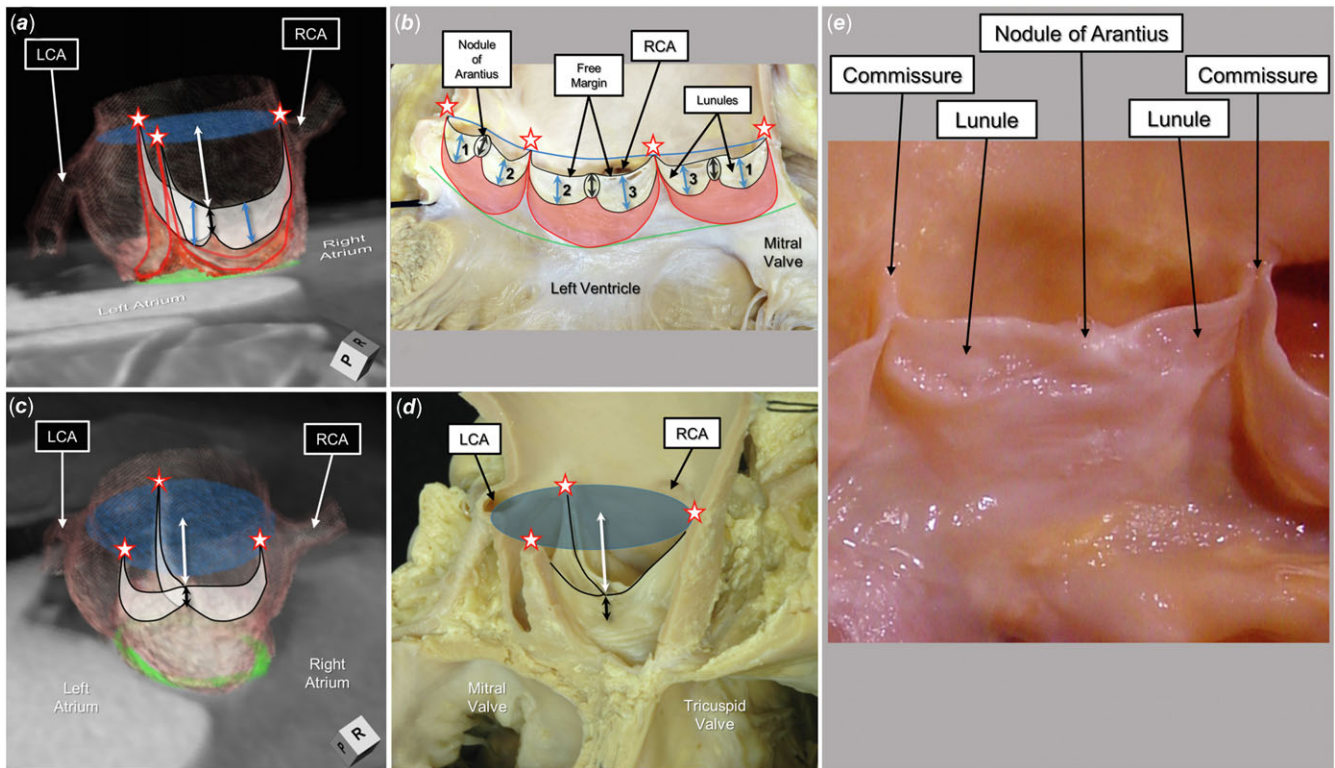 (a)
LCA
RCA
Right
Atrium
Left Atrium
P
R
(b)
Nodule
of
Arantius
Free
Margin
RCA
Lunules
1
2
2
3
3
1
Mitral
Valve
Left Ventricle
(c)
LCA
RCA
Left
Atrium
Right
Atrium
P
R
(d)
LCA
RCA
Mitral
Valve
Tricuspid
Valve
(e)
Nodule of Arantius
Commissure
Commissure
Lunule
Lunule